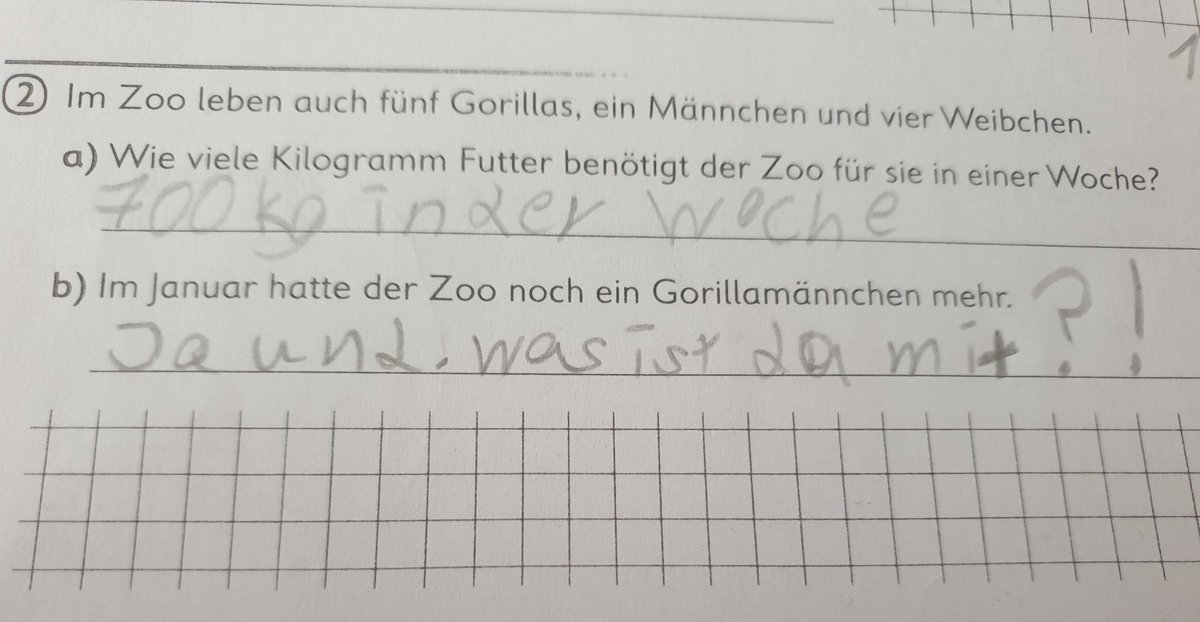 1
② Im Zoo leben auch fünf Gorillas, ein Männchen und vier Weibchen.
a) Wie viele Kilogramm Futter benötigt der Zoo für sie in einer Woche?
700 kg in der Woche
b) Im Januar hatte der Zoo noch ein Gorillamännchen mehr.
Ja und. was ist da mit ?!